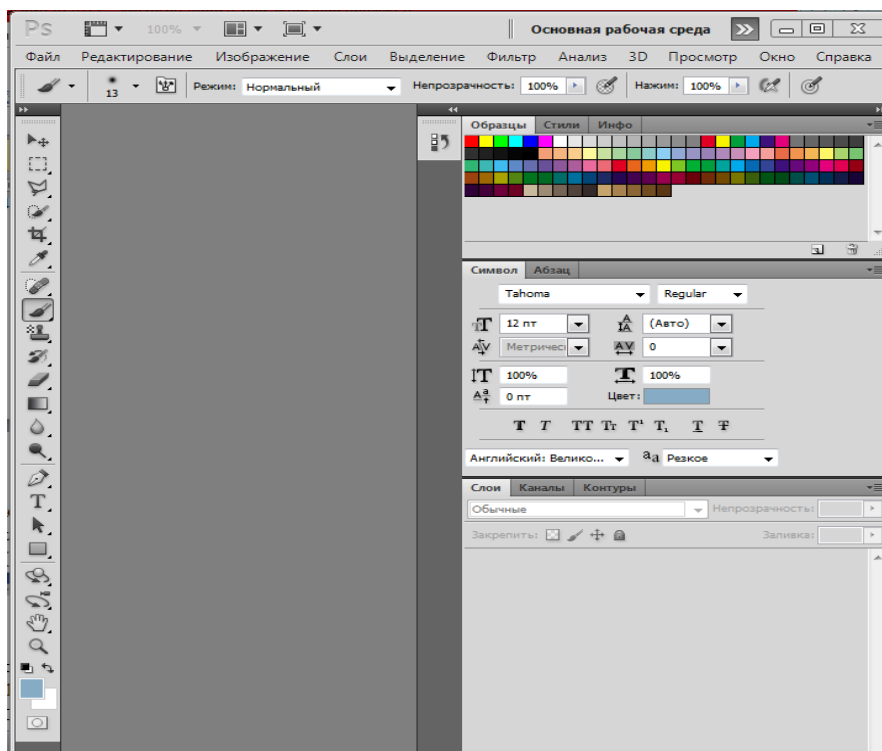 Ps 100% Основная рабочая среда
Файл Редактирование Изображение Слои Выделение Фильтр Анализ 3D Просмотр Окно Справка
13 Режим: Нормальный Непрозрачность: 100% Нажим: 100%
Образцы Стили Инфо
Символ Абзац
Tahoma Regular
12 пт (Авто)
Метричес 0
100% 100%
0 пт Цвет:
T T TT Tт T¹ T₁ T T
Английский: Велико... aа Резкое
Слои Каналы Контуры
Обычные Непрозрачность:
Закрепить: Заливка: